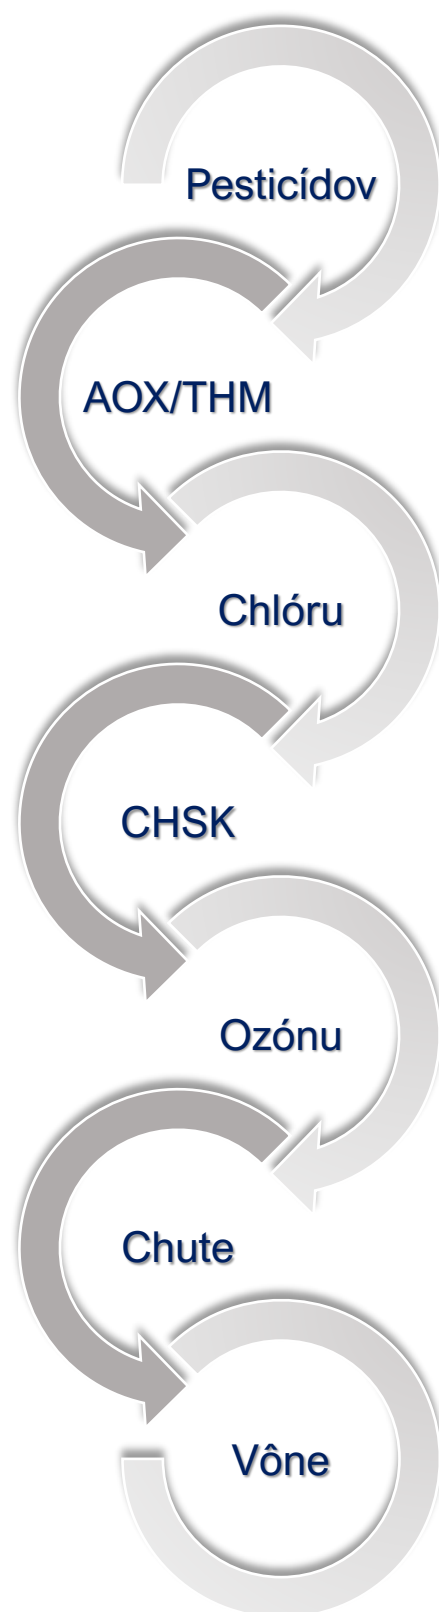 Pesticídov
AOX/THM
Chlóru
CHSK
Ozónu
Chute
Vône